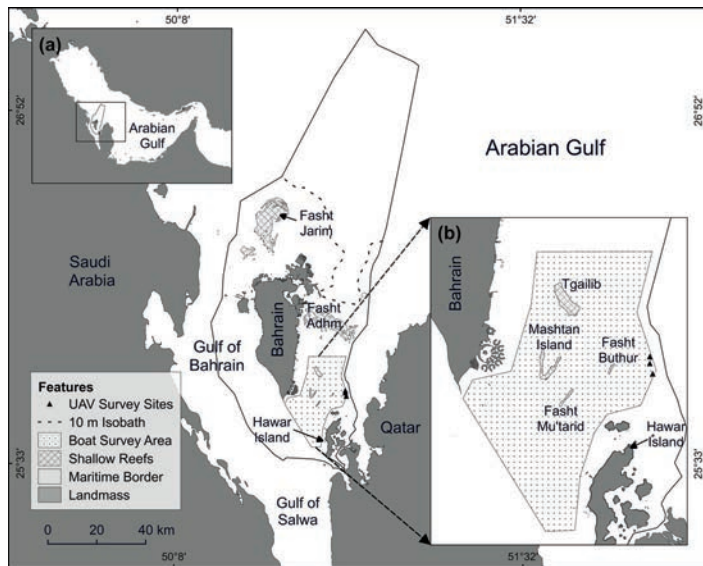 50°8'
51°32'
(a)
Arabian
Gulf
26°52'
26°52'
Arabian Gulf
Fasht
Jarim
(b)
Saudi
Arabia
Bahrain
Tgailib
Fasht
Adhm
Mashtan
Island
Fasht
Buthur
Gulf of
Bahrain
Bahrain
Fasht
Mu'tarid
Hawar
Island
Qatar
Hawar
Island
Features
UAV Survey Sites
10 m Isobath
Boat Survey Area
Shallow Reefs
Maritime Border
Landmass
25°33'
25°33'
Gulf of
Salwa
0 20 40 km
50°8'
51°32'